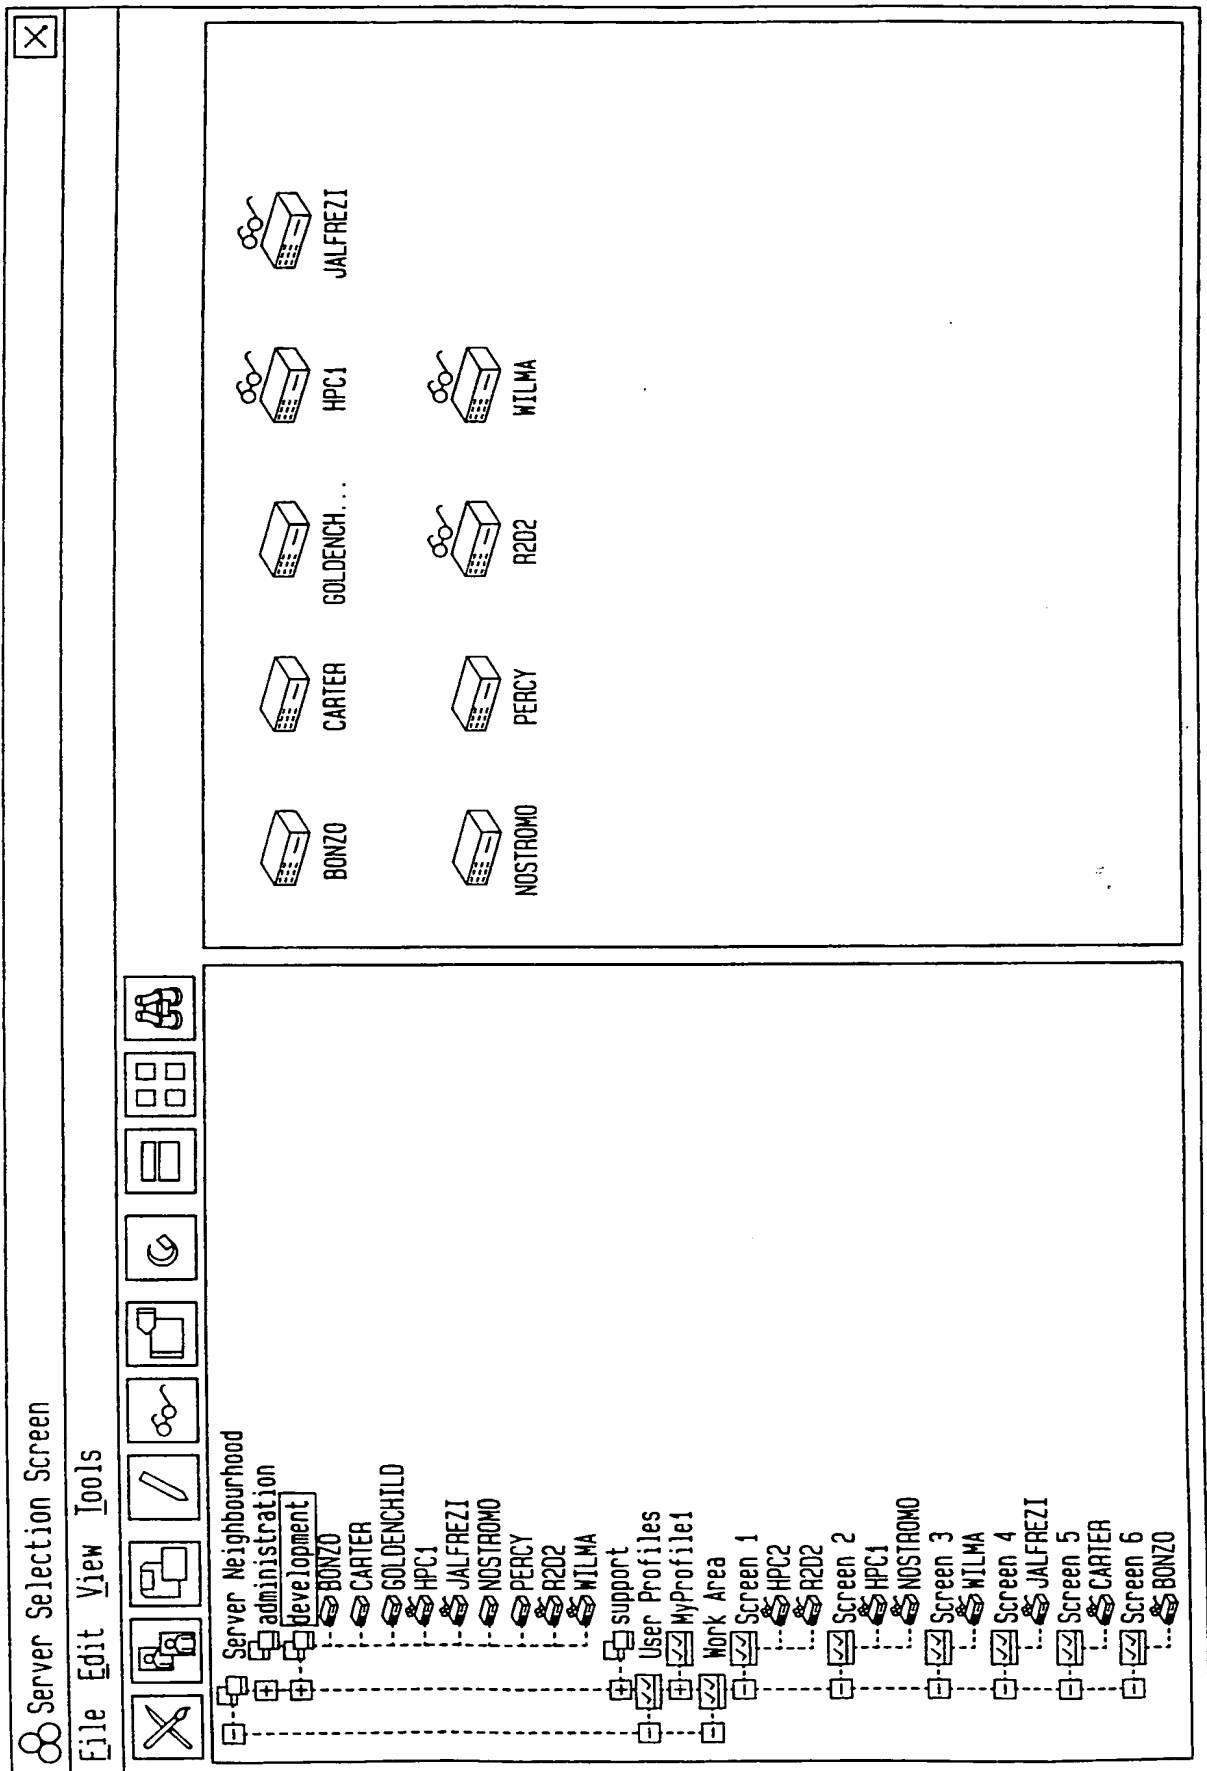 Server Selection Screen
File Edit View Tools
Server Neighbourhood
administration
development
BONZO
CARTER
GOLDENCHILD
HPC1
JALFREZI
NOSTROMO
PERCY
R2D2
WILMA
support
User Profiles
MyProfile1
Work Area
Screen 1
HPC2
R2D2
Screen 2
HPC1
NOSTROMO
Screen 3
WILMA
Screen 4
JALFREZI
Screen 5
CARTER
Screen 6
BONZO
BONZO CARTER GOLDENCH... HPC1 JALFREZI
NOSTROMO PERCY R2D2 WILMA